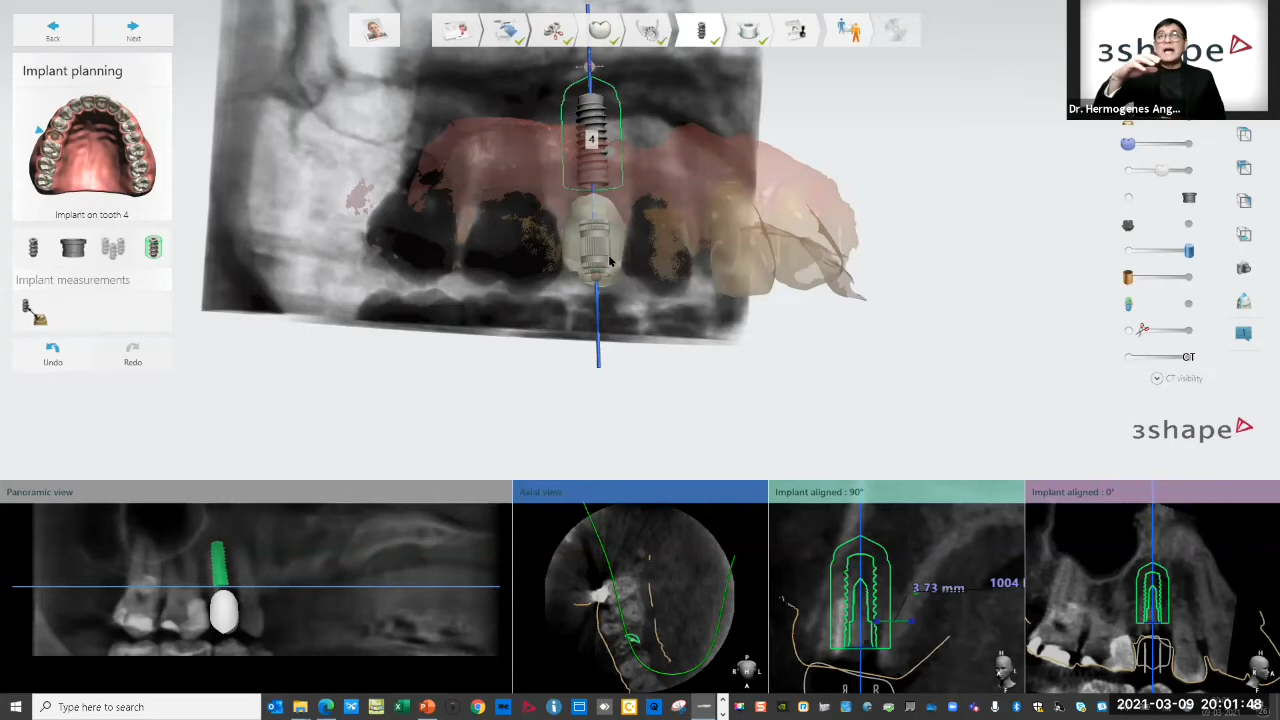 Back
Next
3shape
Dr. Hermogenes Ang...
Implant planning
Implant on tooth 4
4
Implant measurements
Undo
Redo
CT
CT visibility
3shape
Panoramic view
Axial view
Implant aligned : 90°
Implant aligned : 0°
3.73 mm
1004
Type here to search
2021-03-09 20:01:48